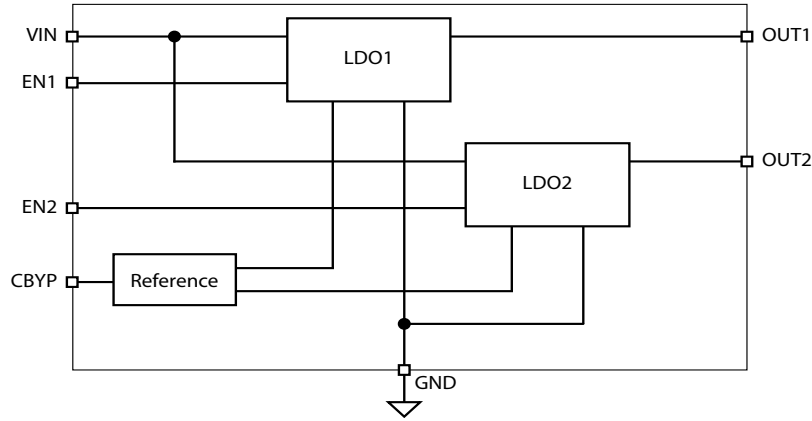 VIN
OUT1
LDO1
EN1
OUT2
LDO2
EN2
CBYP
Reference
GND